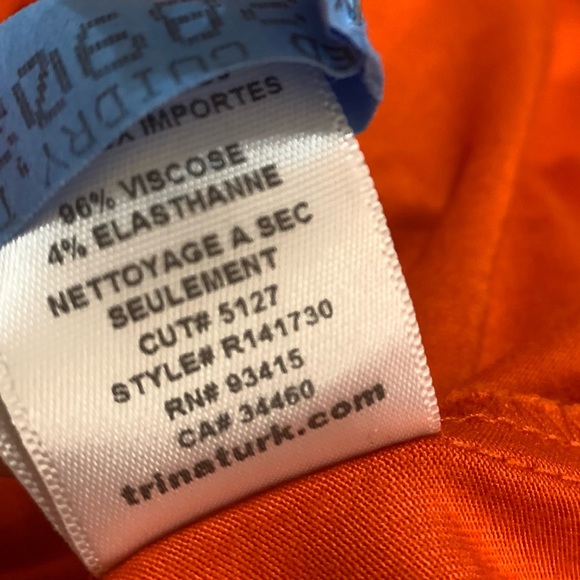 IMPORTES
96% VISCOSE
4% ELASTHANNE
NETTOYAGE A SEC
SEULEMENT
CUT# 5127
STYLE# R141730
RN# 93415
CA# 34460
trinaturk.com